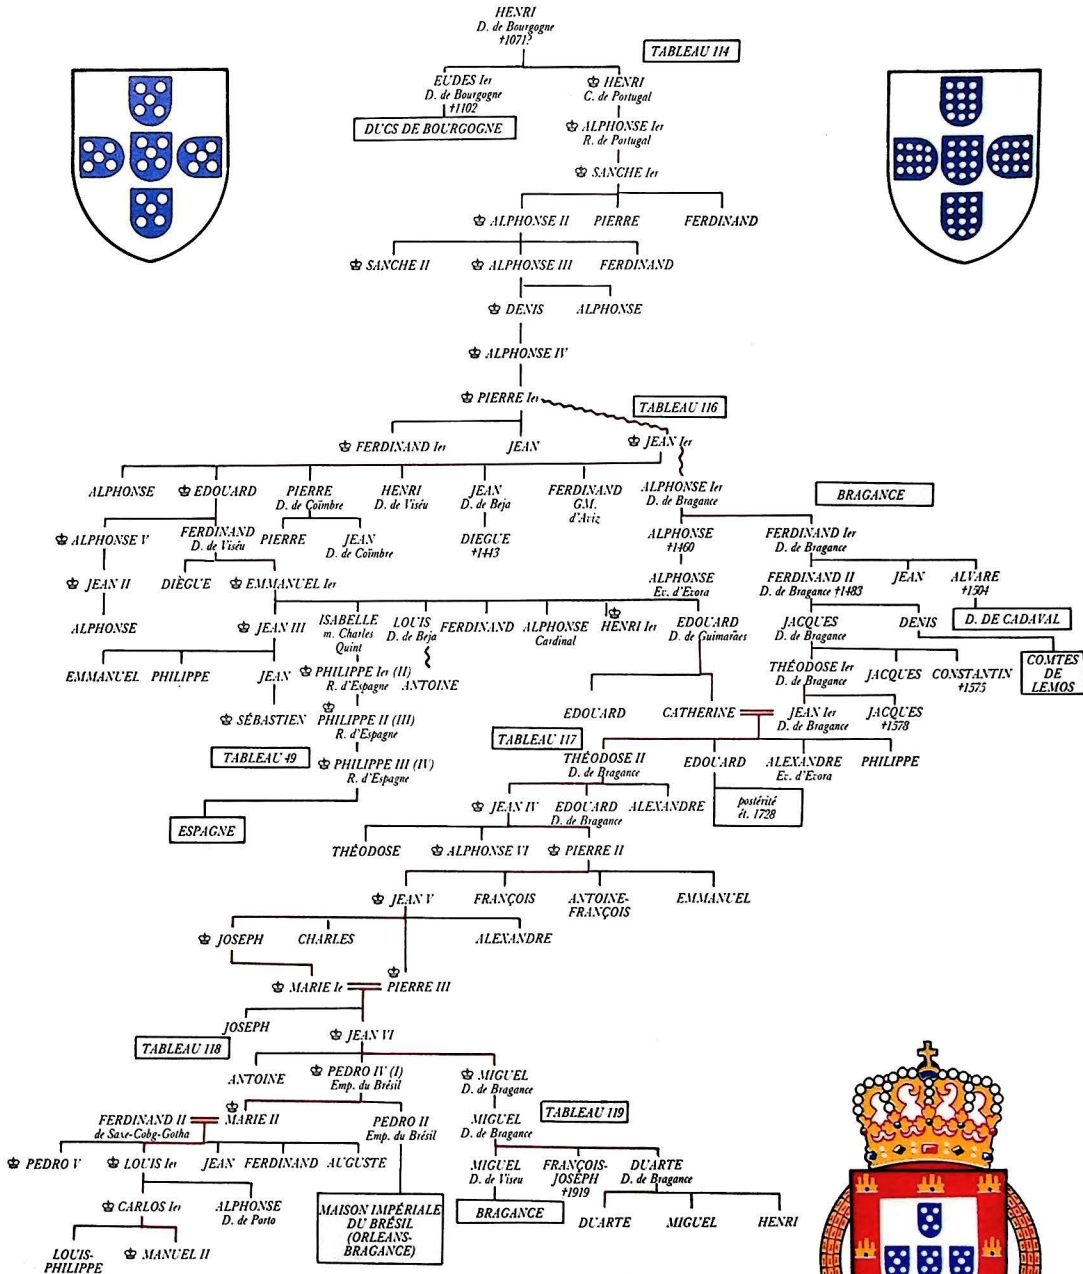 HENRI
D. de Bourgogne
†1071?
TABLEAU 114
EUDES Ier
D. de Bourgogne
†1102
HENRI
C. de Portugal
DUCS DE BOURGOGNE
ALPHONSE Ier
R. de Portugal
SANCHE Ier
ALPHONSE II PIERRE FERDINAND
SANCHE II ALPHONSE III FERDINAND
DENIS ALPHONSE
ALPHONSE IV
PIERRE Ier
TABLEAU 116
FERDINAND Ier JEAN JEAN Ier
ALPHONSE
EDOUARD
PIERRE
D. de Coïmbre
HENRI
D. de Viséu
JEAN
D. de Beja
FERDINAND
G.M.
d'Aviz
ALPHONSE Ier
D. de Bragance
BRAGANCE
ALPHONSE V
FERDINAND
D. de Viséu
PIERRE
JEAN
D. de Coïmbre
DIEGUE
†1443
ALPHONSE
†1460
FERDINAND Ier
D. de Bragance
JEAN II DIÈGUE EMMANUEL Ier
ALPHONSE
Ev. d'Evora
FERDINAND II
D. de Bragance †1483
JEAN
ALVARE
†1504
D. DE CADAVAL
ALPHONSE
JEAN III
ISABELLE
m. Charles
Quint
LOUIS
D. de Beja
FERDINAND
ALPHONSE
Cardinal
HENRI Ier
EDOUARD
D. de Guimarães
JACQUES
D. de Bragance
DENIS
COMTES
DE
LEMOS
EMMANUEL PHILIPPE JEAN
PHILIPPE Ier (II)
R. d'Espagne
ANTOINE
THÉODOSE Ier
D. de Bragance
JACQUES
CONSTANTIN
†1575
SÉBASTIEN
PHILIPPE II (III)
R. d'Espagne
EDOUARD CATHERINE
JEAN Ier
D. de Bragance
JACQUES
†1578
TABLEAU 49
PHILIPPE III (IV)
R. d'Espagne
TABLEAU 117
THÉODOSE II
D. de Bragance
EDOUARD
ALEXANDRE
Ev. d'Evora
PHILIPPE
ESPAGNE
JEAN IV
EDOUARD
D. de Bragance
ALEXANDRE
postérité
ét. 1728
THÉODOSE ALPHONSE VI PIERRE II
JEAN V
FRANÇOIS
ANTOINE-
FRANÇOIS
EMMANUEL
JOSEPH CHARLES ALEXANDRE
MARIE Ie PIERRE III
JOSEPH JEAN VI
TABLEAU 118
ANTOINE
PEDRO IV (I)
Emp. du Brésil
MIGUEL
D. de Bragance
FERDINAND II
de Saxe-Cobg-Gotha
MARIE II
PEDRO II
Emp. du Brésil
MIGUEL
D. de Bragance
TABLEAU 119
PEDRO V LOUIS Ier JEAN FERDINAND AUGUSTE
MIGUEL
D. de Viseu
FRANÇOIS-
JOSÉPH
†1919
DUARTE
D. de Bragance
CARLOS Ier
ALPHONSE
D. de Porto
MAISON IMPÉRIALE
DU BRÉSIL
(ORLEANS-
BRAGANCE)
BRAGANCE
DUARTE MIGUEL HENRI
LOUIS-
PHILIPPE
MANUEL II